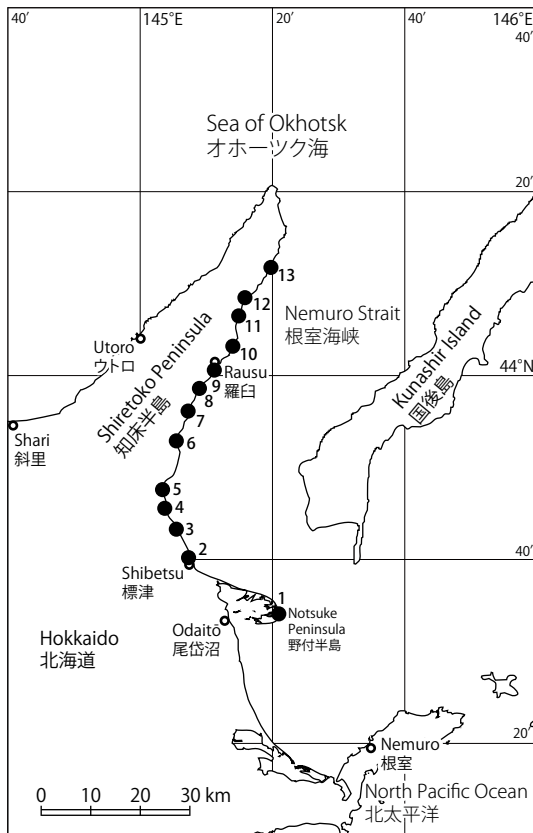 40′
145°E
20′
146°E
40′
Sea of Okhotsk
オホーツク海
20′
13
12
11
Nemuro Strait
根室海峡
Utoro
ウトロ
10
Shiretoko Peninsula
知床半島
Kunashir Island
国後島
9
Rausu
羅臼
44°N
8
7
Shari
斜里
6
5
4
3
2
40′
Shibetsu
標津
1
Notsuke
Peninsula
野付半島
Odaitō
尾岱沼
Hokkaido
北海道
20′
Nemuro
根室
North Pacific Ocean
北太平洋
0 10 20 30 km